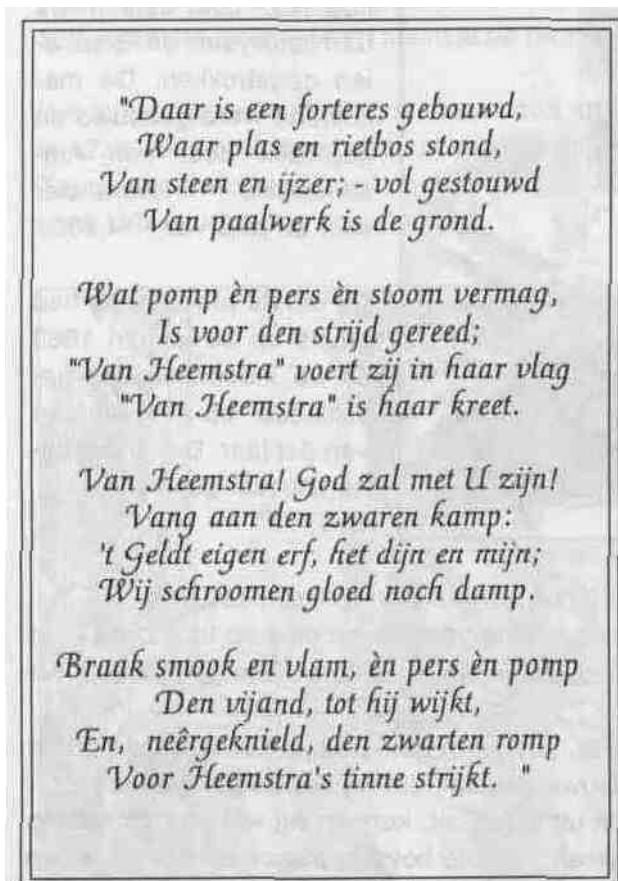 "Daar is een forteres gebouwd,
Waar plas en rietbos stond,
Van steen en ijzer; - vol gestouwd
Van paalwerk is de grond.
Wat pomp èn pers èn stoom vermag,
Is voor den strijd gereed;
"Van Heemstra" voert zij in haar vlag
"Van Heemstra" is haar kreet.
Van Heemstra! God zal met U zijn!
Vang aan den zwaren kamp:
't Geldt eigen erf, het dijn en mijn;
Wij schroomen gloed noch damp.
Braak smook en vlam, èn pers èn pomp
Den vijand, tot hij wijkt,
En, neêrgeknield, den zwarten romp
Voor Heemstra's tinne strijkt. "